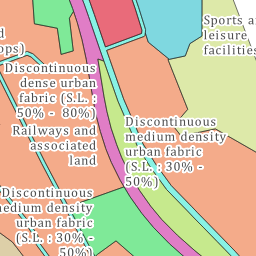 Sports a
leisure
facilities
d
ops)
Discontinuous
dense urban
fabric (S.L. :
50% - 80%)
Railways and
associated
land
Discontinuous
medium density
urban fabric
(S.L. : 30% -
50%)
Discontinuous
medium density
urban fabric
(S.L. : 30% -
50%)